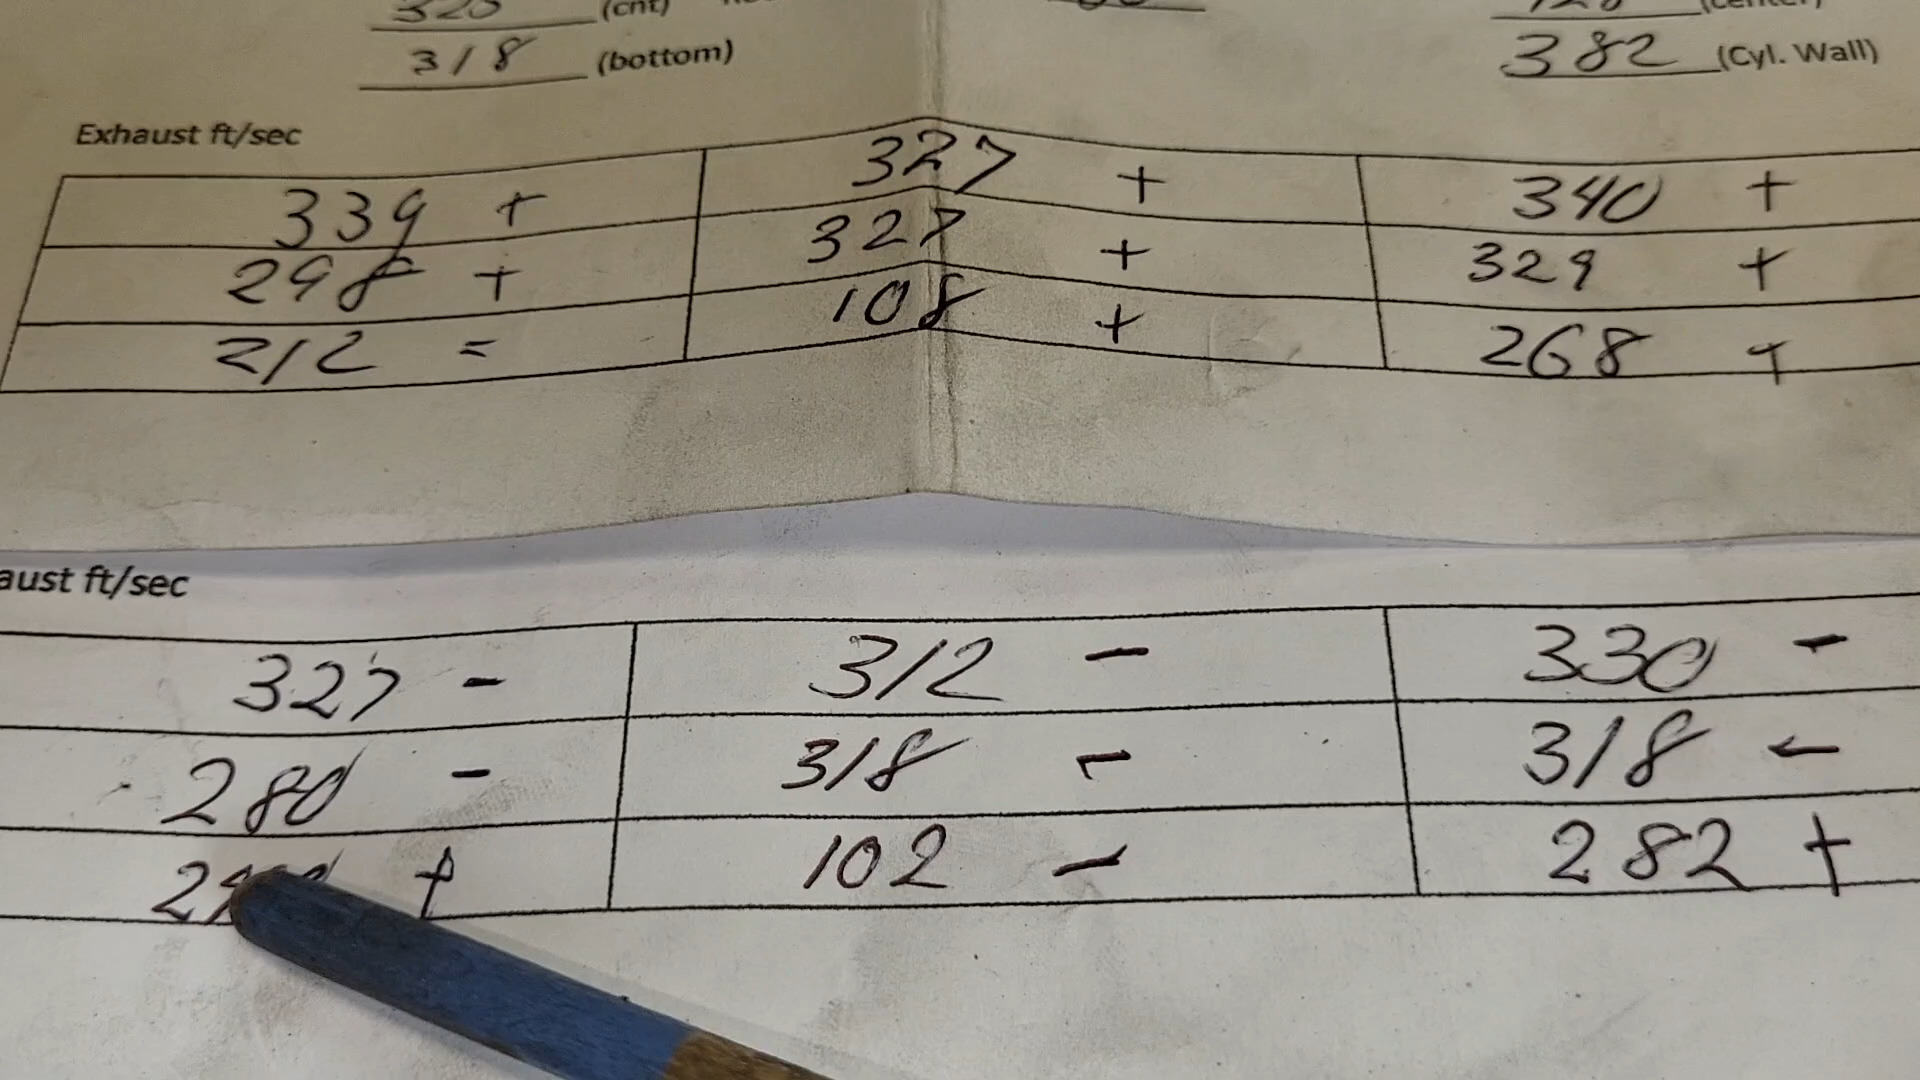 (cnt)
318 (bottom)
382 (Cyl. Wall)
Exhaust ft/sec
339 + 327 + 340 +
298 + 327 + 329 +
212 = 108 + 268 +
aust ft/sec
327 - 312 - 330 -
280 - 318 - 318 -
+ 102 - 282 +